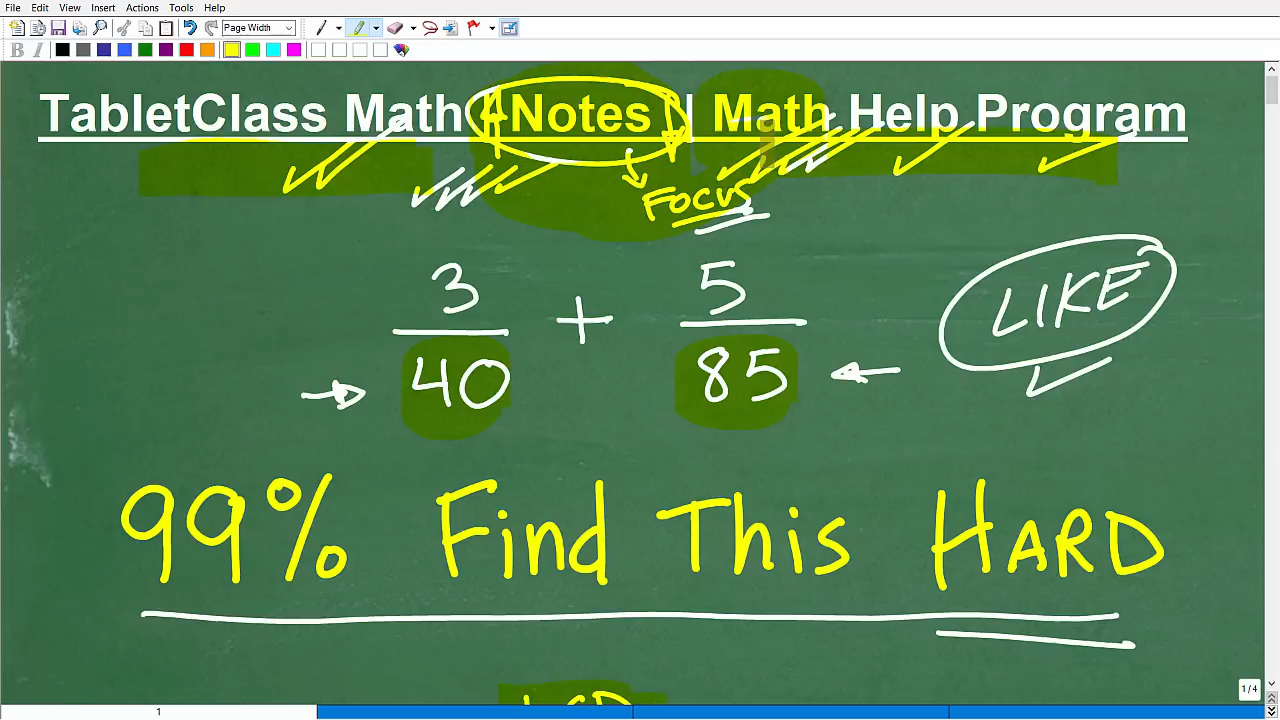 File Edit View Insert Actions Tools Help
Page Width
B I
TabletClass Math Notes | Math Help Program
FOCUS
3 5
+
40 85
LIKE
99% Find This HARD
LCD
1/4
1